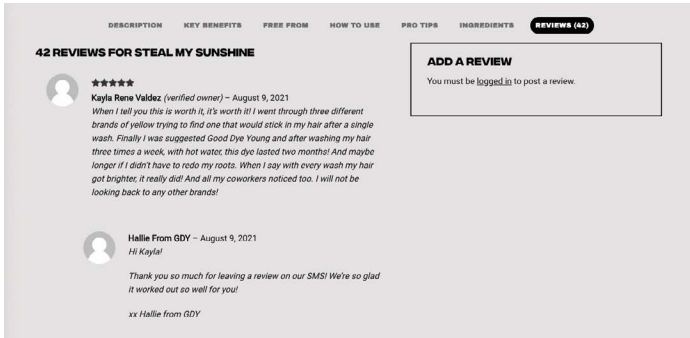 DESCRIPTION KEY BENEFITS FREE FROM HOW TO USE PRO TIPS INGREDIENTS REVIEWS (42)
42 REVIEWS FOR STEAL MY SUNSHINE
★★★★★
Kayla Rene Valdez (verified owner) – August 9, 2021
When I tell you this is worth it, it's worth it! I went through three different
brands of yellow trying to find one that would stick in my hair after a single
wash. Finally I was suggested Good Dye Young and after washing my hair
three times a week, with hot water, this dye lasted two months! And maybe
longer if I didn't have to redo my roots. When I say with every wash my hair
got brighter, it really did! And all my coworkers noticed too. I will not be
looking back to any other brands!
Hallie From GDY – August 9, 2021
Hi Kayla!
Thank you so much for leaving a review on our SMS! We're so glad
it worked out so well for you!
xx Hallie from GDY
ADD A REVIEW
You must be logged in to post a review.